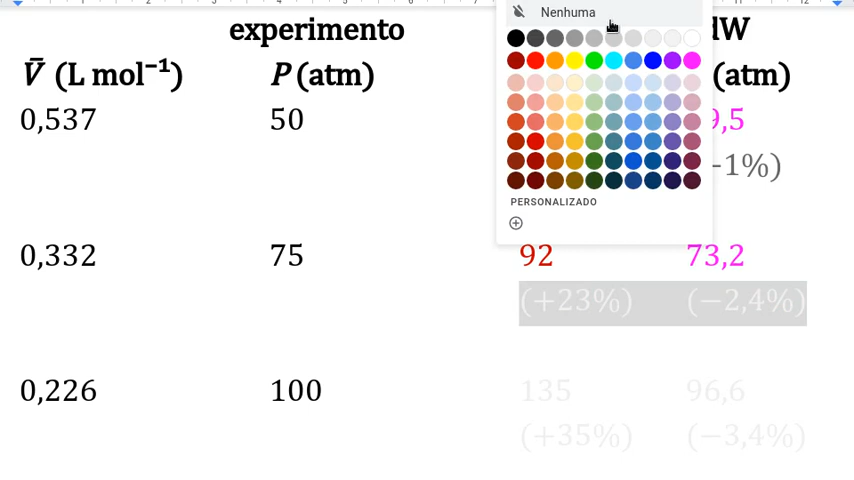 Nenhuma
experimento dW
V̄ (L mol⁻¹) P (atm) (atm)
0,537 50 9,5
-1%)
PERSONALIZADO
0,332 75 92 73,2
(+23%) (−2,4%)
0,226 100 135 96,6
(+35%) (−3,4%)